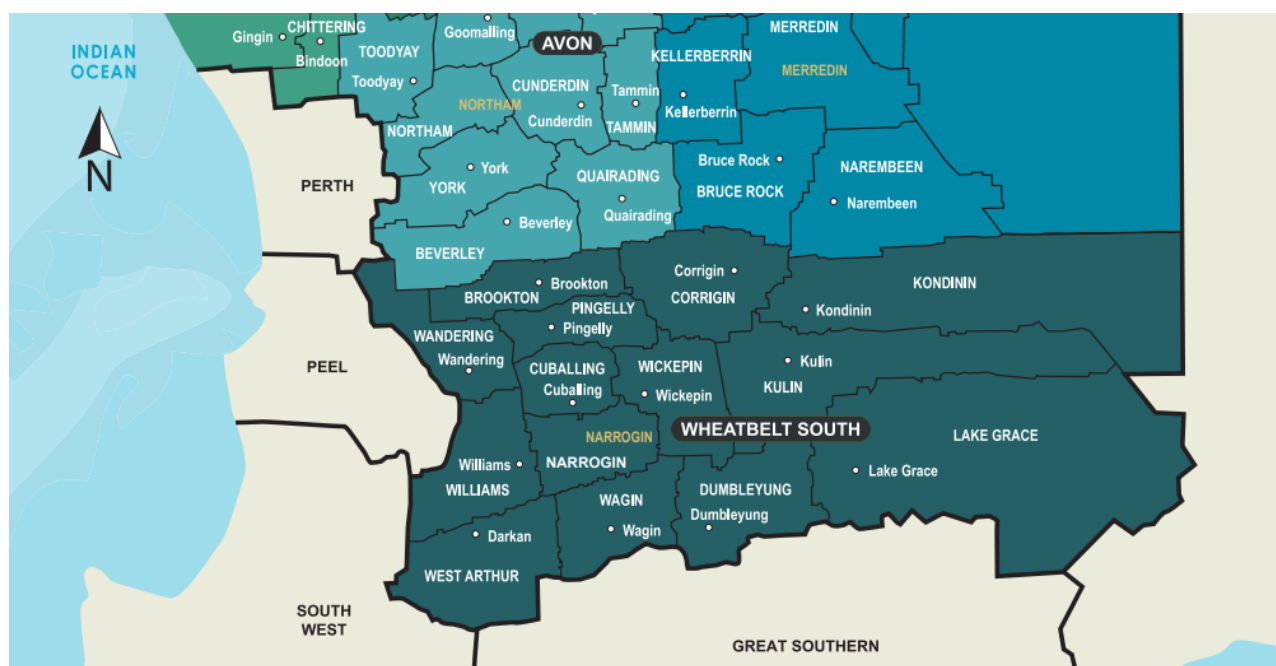 INDIAN
OCEAN
N
Gingin
CHITTERING
Bindoon
TOODYAY
Toodyay
Goomalling
AVON
KELLERBERRIN
Kellerberrin
MERREDIN
MERREDIN
NORTHAM
NORTHAM
CUNDERDIN
Cunderdin
Tammin
TAMMIN
PERTH
York
YORK
QUAIRADING
Quairading
Bruce Rock
BRUCE ROCK
NAREMBEEN
Narembeen
Beverley
BEVERLEY
Brookton
BROOKTON
Corrigin
CORRIGIN
KONDININ
Kondinin
PINGELLY
Pingelly
WANDERING
Wandering
PEEL
CUBALLING
Cuballing
WICKEPIN
Wickepin
Kulin
KULIN
NARROGIN
NARROGIN
WHEATBELT SOUTH
LAKE GRACE
Lake Grace
Williams
WILLIAMS
WAGIN
Wagin
DUMBLEYUNG
Dumbleyung
Darkan
WEST ARTHUR
SOUTH
WEST
GREAT SOUTHERN